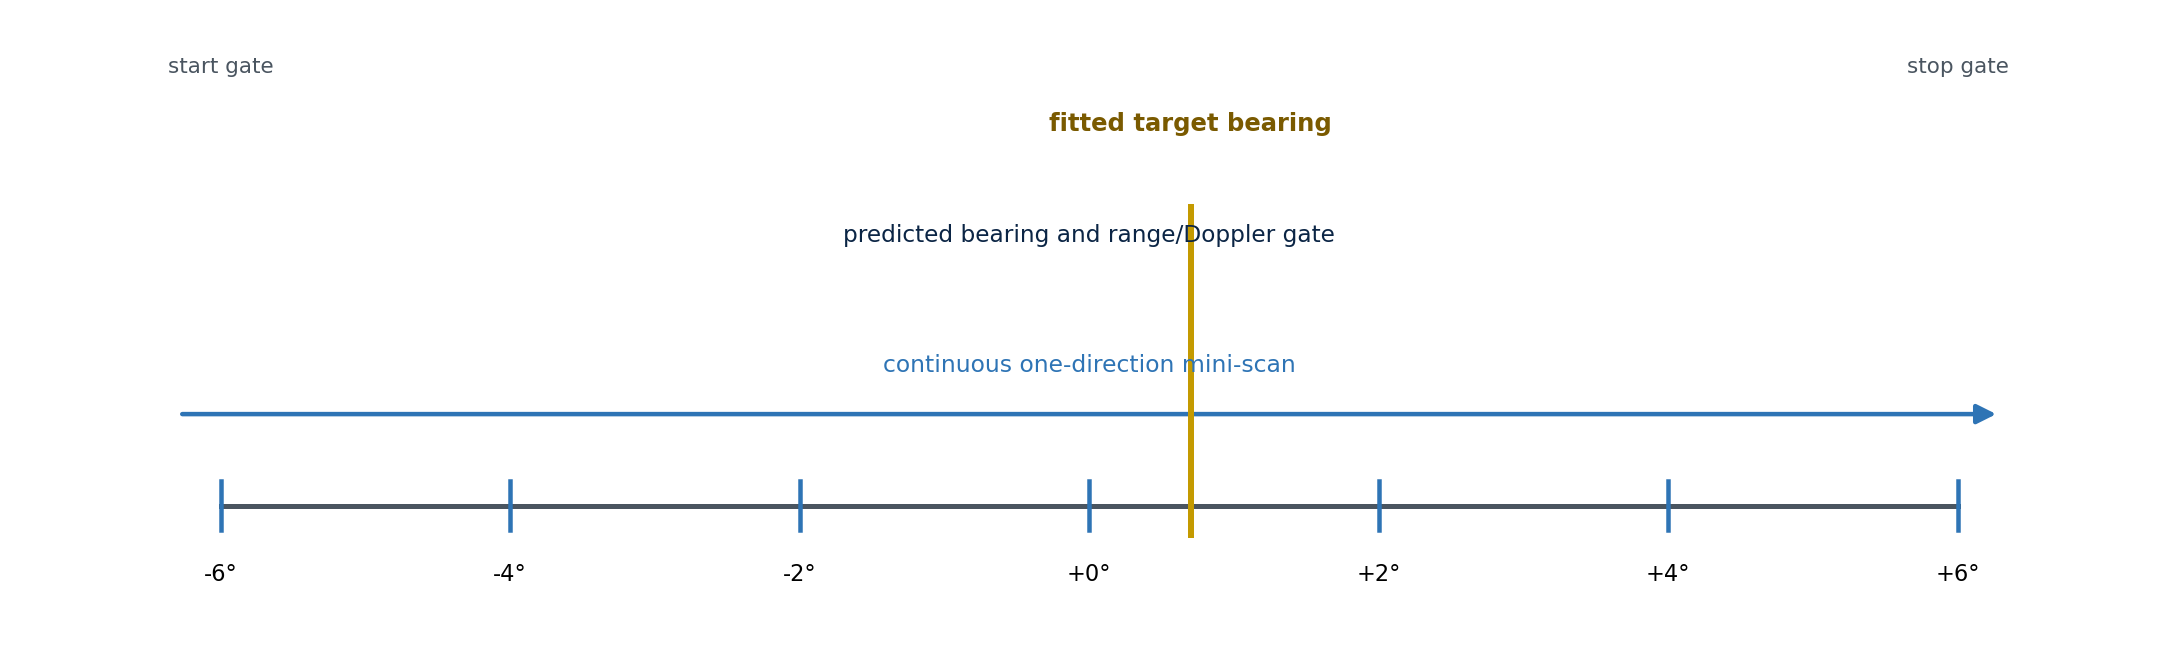 start gate
stop gate
fitted target bearing
predicted bearing and range/Doppler gate
continuous one-direction mini-scan
-6°
-4°
-2°
+0°
+2°
+4°
+6°